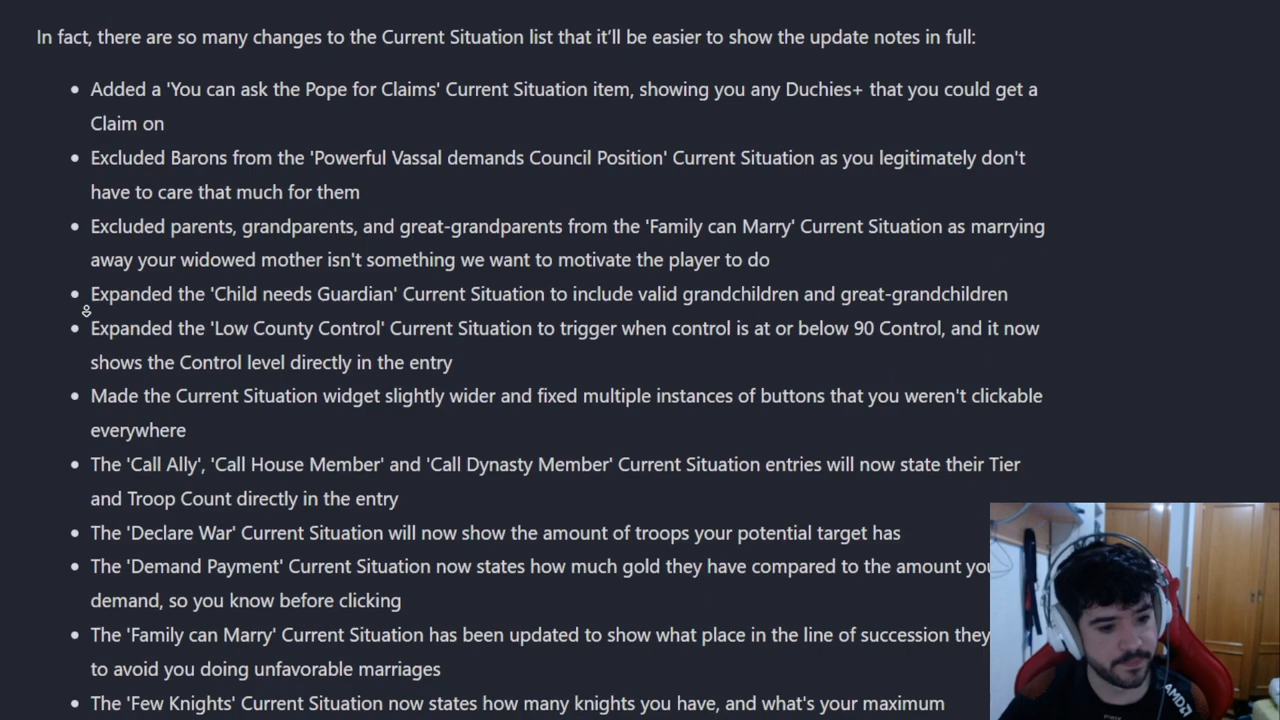 In fact, there are so many changes to the Current Situation list that it'll be easier to show the update notes in full:
Added a 'You can ask the Pope for Claims' Current Situation item, showing you any Duchies+ that you could get a
Claim on
Excluded Barons from the 'Powerful Vassal demands Council Position' Current Situation as you legitimately don't
have to care that much for them
Excluded parents, grandparents, and great-grandparents from the 'Family can Marry' Current Situation as marrying
away your widowed mother isn't something we want to motivate the player to do
Expanded the 'Child needs Guardian' Current Situation to include valid grandchildren and great-grandchildren
Expanded the 'Low County Control' Current Situation to trigger when control is at or below 90 Control, and it now
shows the Control level directly in the entry
Made the Current Situation widget slightly wider and fixed multiple instances of buttons that you weren't clickable
everywhere
The 'Call Ally', 'Call House Member' and 'Call Dynasty Member' Current Situation entries will now state their Tier
and Troop Count directly in the entry
The 'Declare War' Current Situation will now show the amount of troops your potential target has
The 'Demand Payment' Current Situation now states how much gold they have compared to the amount
demand, so you know before clicking
The 'Family can Marry' Current Situation has been updated to show what place in the line of succession they
to avoid you doing unfavorable marriages
The 'Few Knights' Current Situation now states how many knights you have, and what's your maximum
AMD